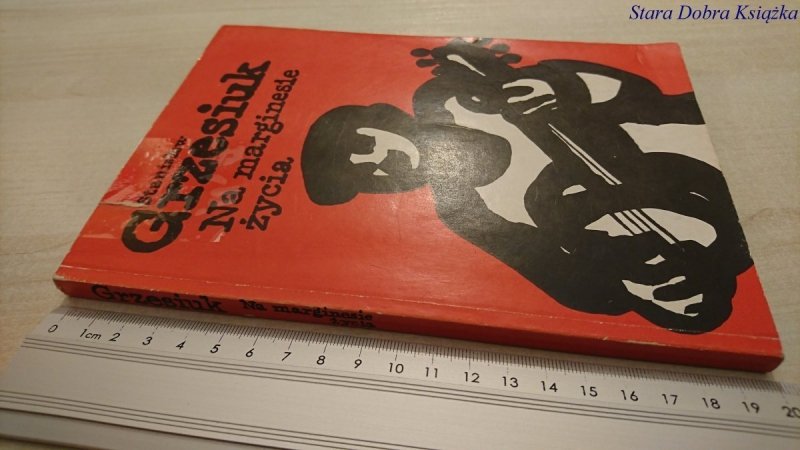 Stara Dobra Książka
Stanisław
Grzesiuk
Na marginesie
życia
Grzesiuk Na marginesie
życia
0 1cm 2 3 4 5 6 7 8 9 10 11 12 13 14 15 16 17 18 19 20